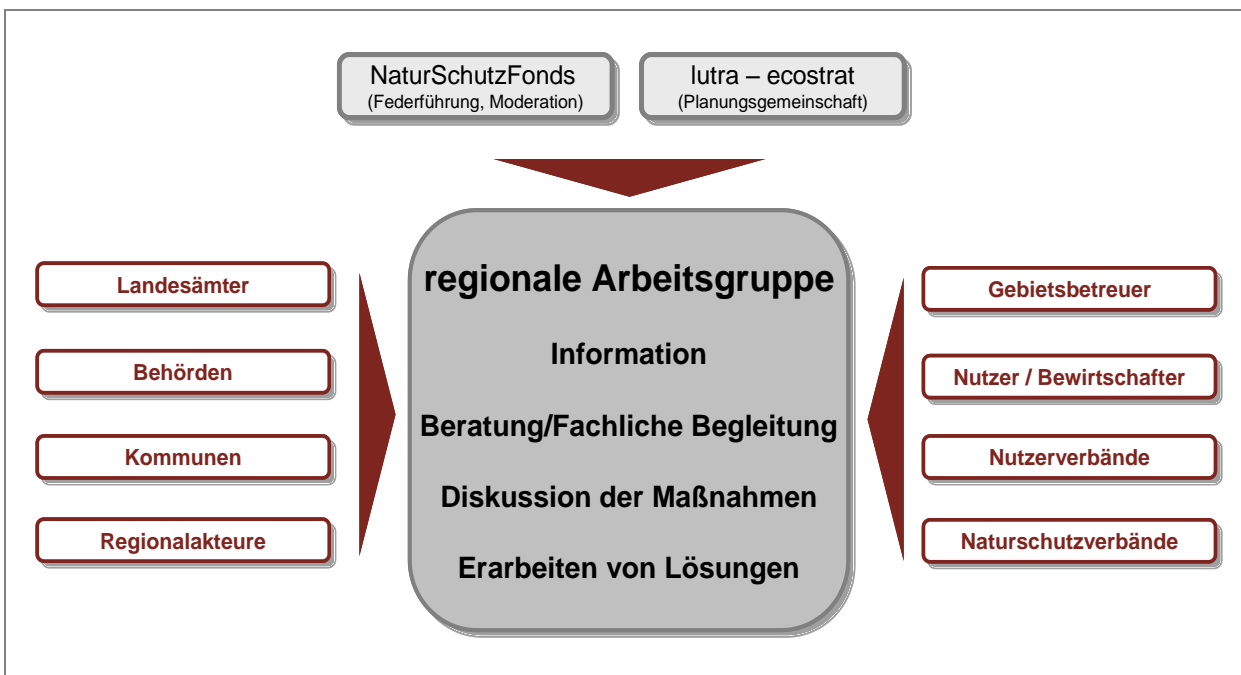 NaturSchutzFonds
(Federführung, Moderation)
lutra – ecostrat
(Planungsgemeinschaft)
Landesämter
Behörden
Kommunen
Regionalakteure
regionale Arbeitsgruppe
Information
Beratung/Fachliche Begleitung
Diskussion der Maßnahmen
Erarbeiten von Lösungen
Gebietsbetreuer
Nutzer / Bewirtschafter
Nutzerverbände
Naturschutzverbände